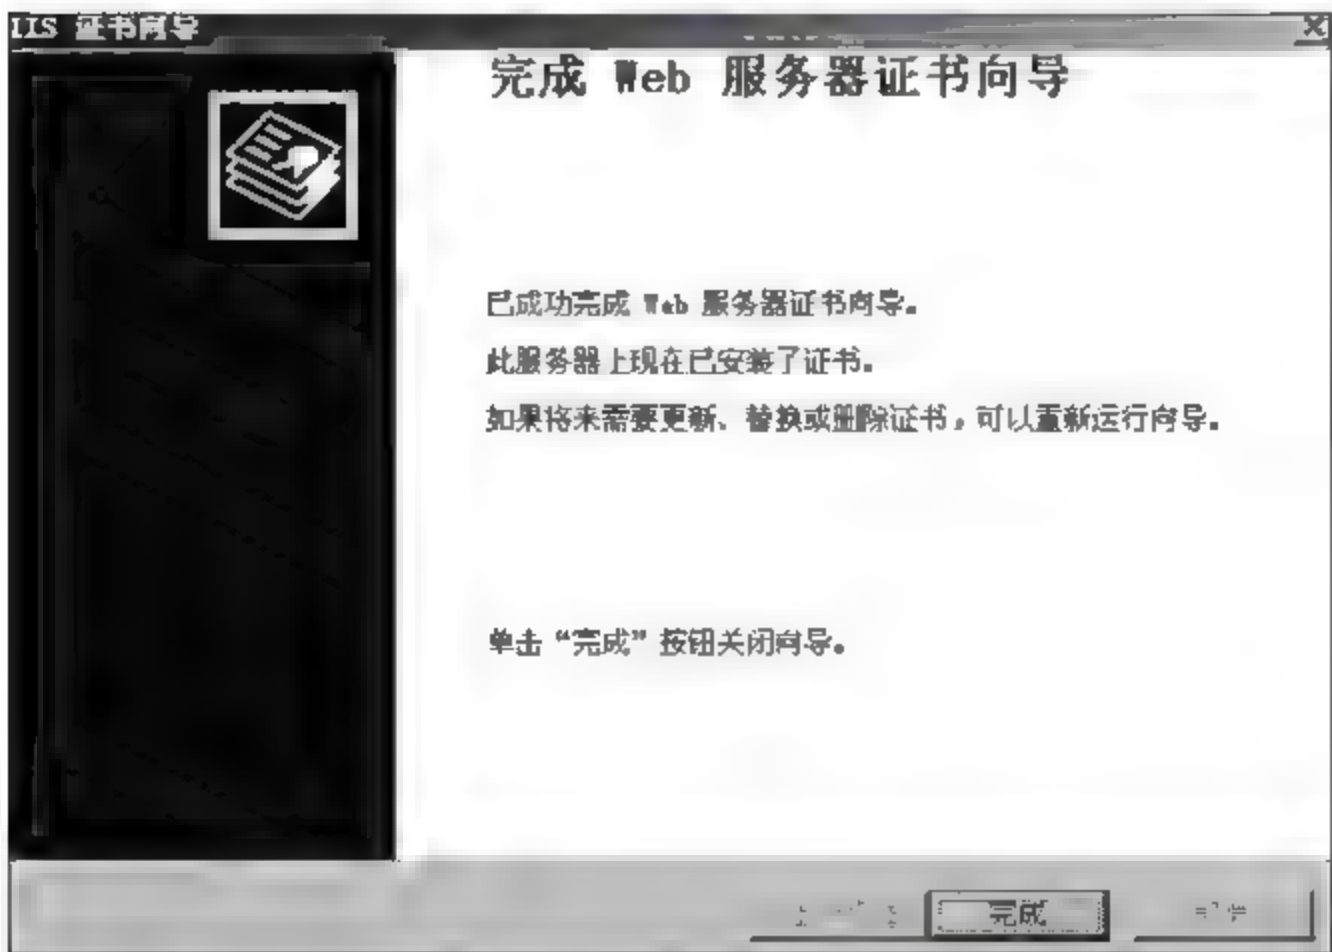 IIS 证书向导
完成 Web 服务器证书向导
已成功完成 Web 服务器证书向导。
此服务器上现在已安装了证书。
如果将来需要更新、替换或删除证书，可以重新运行向导。
单击“完成”按钮关闭向导。
完成